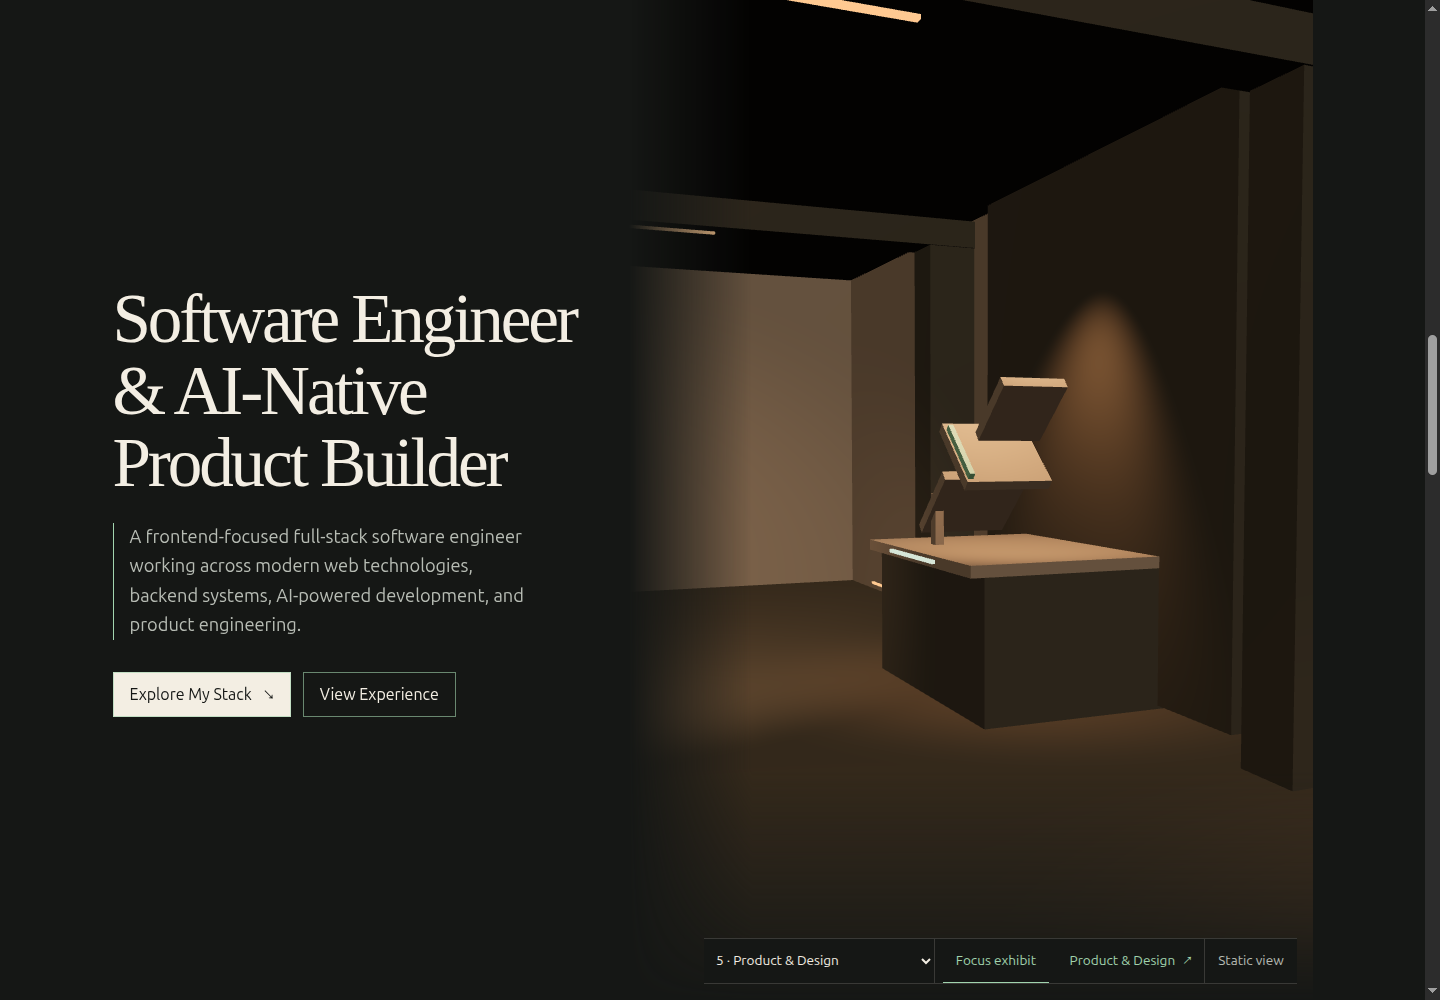 Software Engineer
& AI-Native
Product Builder
A frontend-focused full-stack software engineer
working across modern web technologies,
backend systems, AI-powered development, and
product engineering.
Explore My Stack ↘
View Experience
5 · Product & Design
Focus exhibit
Product & Design ↗
Static view